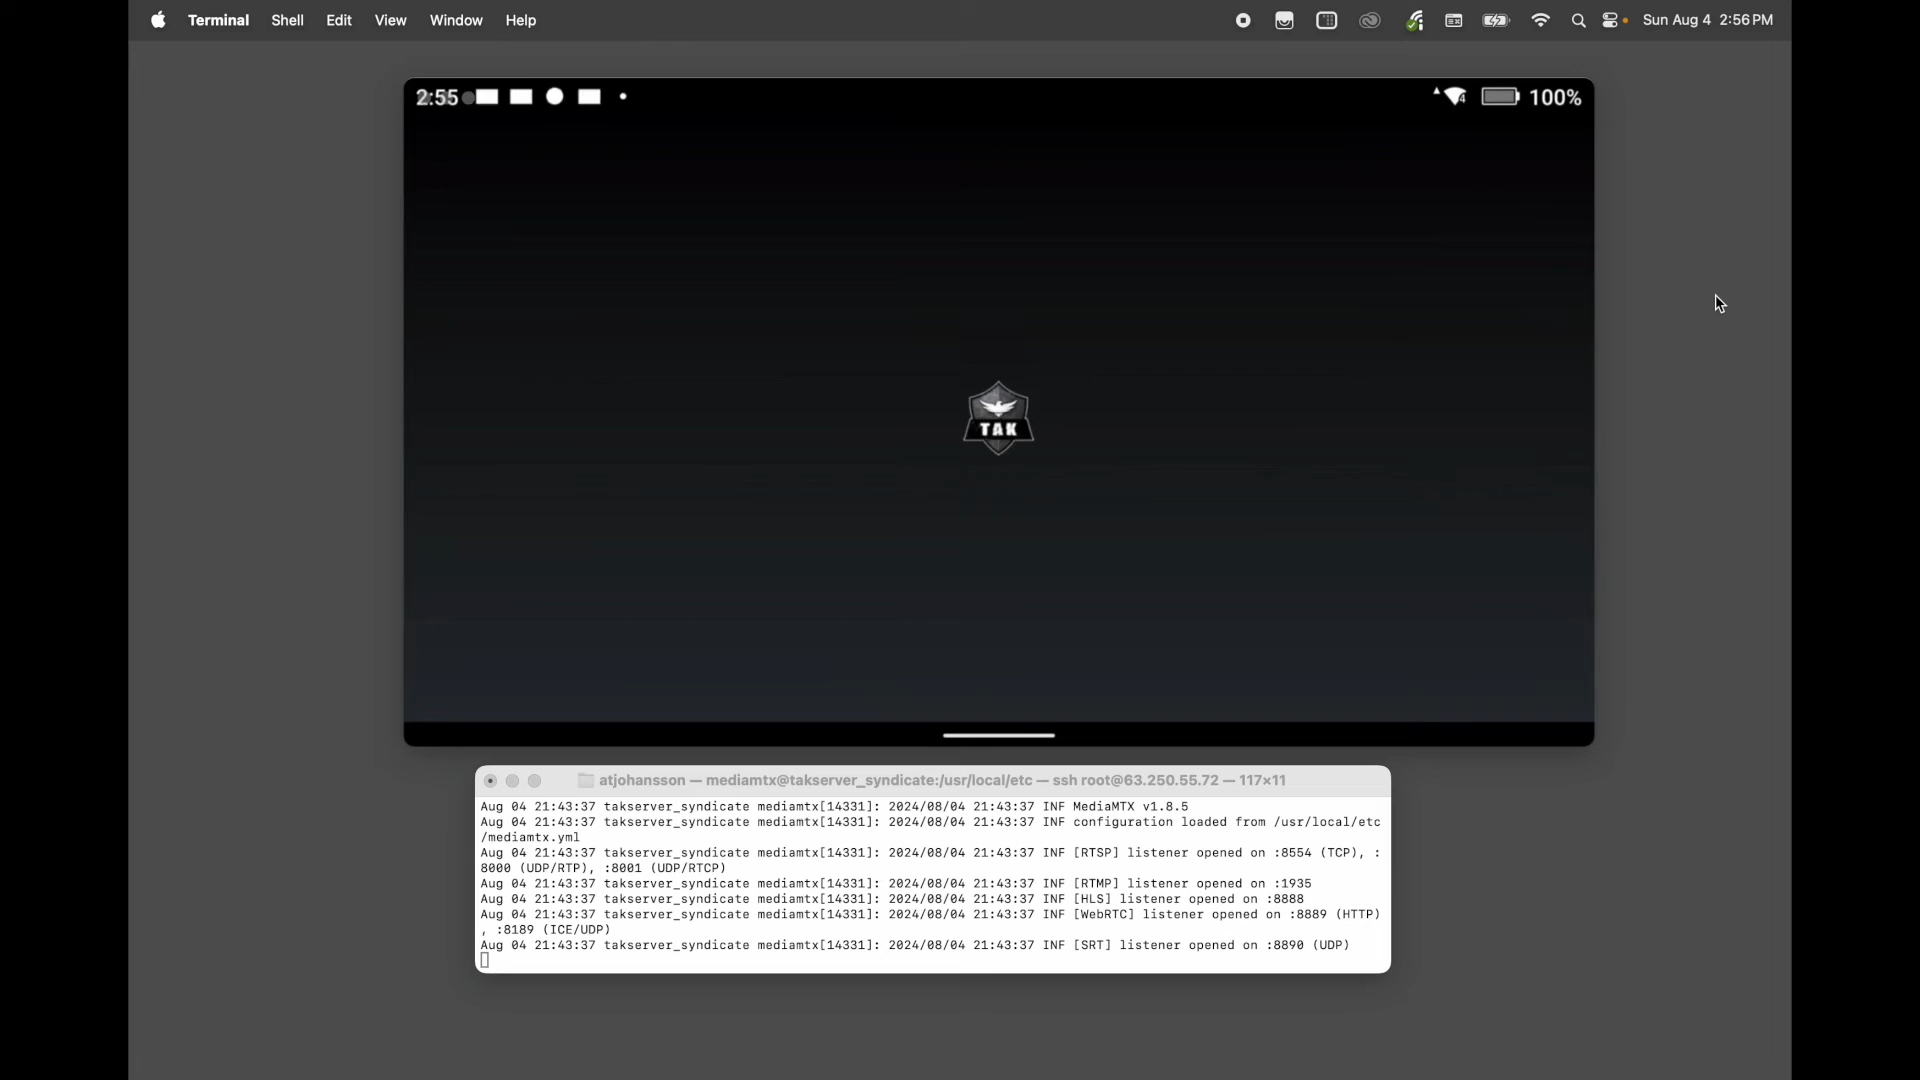 Terminal Shell Edit View Window Help Sun Aug 4 2:56 PM
2:55 100%
TAK
atjohansson — mediamtx@takserver_syndicate:/usr/local/etc — ssh root@63.250.55.72 — 117×11
Aug 04 21:43:37 takserver_syndicate mediamtx[14331]: 2024/08/04 21:43:37 INF MediaMTX v1.8.5
Aug 04 21:43:37 takserver_syndicate mediamtx[14331]: 2024/08/04 21:43:37 INF configuration loaded from /usr/local/etc
/mediamtx.yml
Aug 04 21:43:37 takserver_syndicate mediamtx[14331]: 2024/08/04 21:43:37 INF [RTSP] listener opened on :8554 (TCP), :
8000 (UDP/RTP), :8001 (UDP/RTCP)
Aug 04 21:43:37 takserver_syndicate mediamtx[14331]: 2024/08/04 21:43:37 INF [RTMP] listener opened on :1935
Aug 04 21:43:37 takserver_syndicate mediamtx[14331]: 2024/08/04 21:43:37 INF [HLS] listener opened on :8888
Aug 04 21:43:37 takserver_syndicate mediamtx[14331]: 2024/08/04 21:43:37 INF [WebRTC] listener opened on :8889 (HTTP)
, :8189 (ICE/UDP)
Aug 04 21:43:37 takserver_syndicate mediamtx[14331]: 2024/08/04 21:43:37 INF [SRT] listener opened on :8890 (UDP)